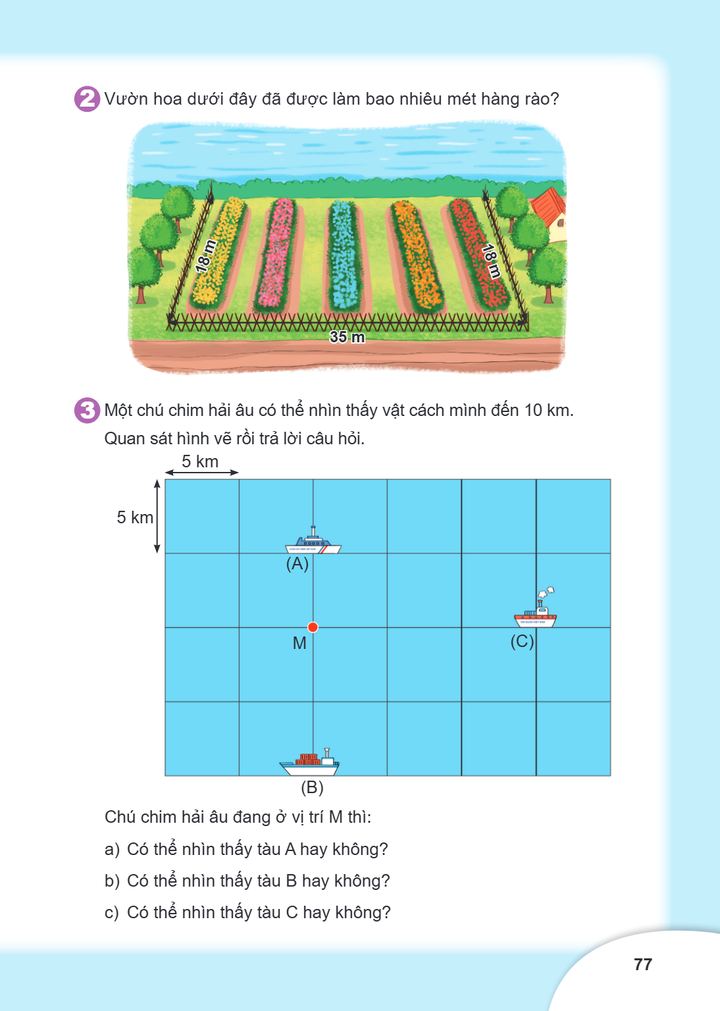 2 Vườn hoa dưới đây đã được làm bao nhiêu mét hàng rào?
18 m
18 m
35 m
3 Một chú chim hải âu có thể nhìn thấy vật cách mình đến 10 km.
Quan sát hình vẽ rồi trả lời câu hỏi.
5 km
5 km
(A)
M
(C)
(B)
Chú chim hải âu đang ở vị trí M thì:
a) Có thể nhìn thấy tàu A hay không?
b) Có thể nhìn thấy tàu B hay không?
c) Có thể nhìn thấy tàu C hay không?
77